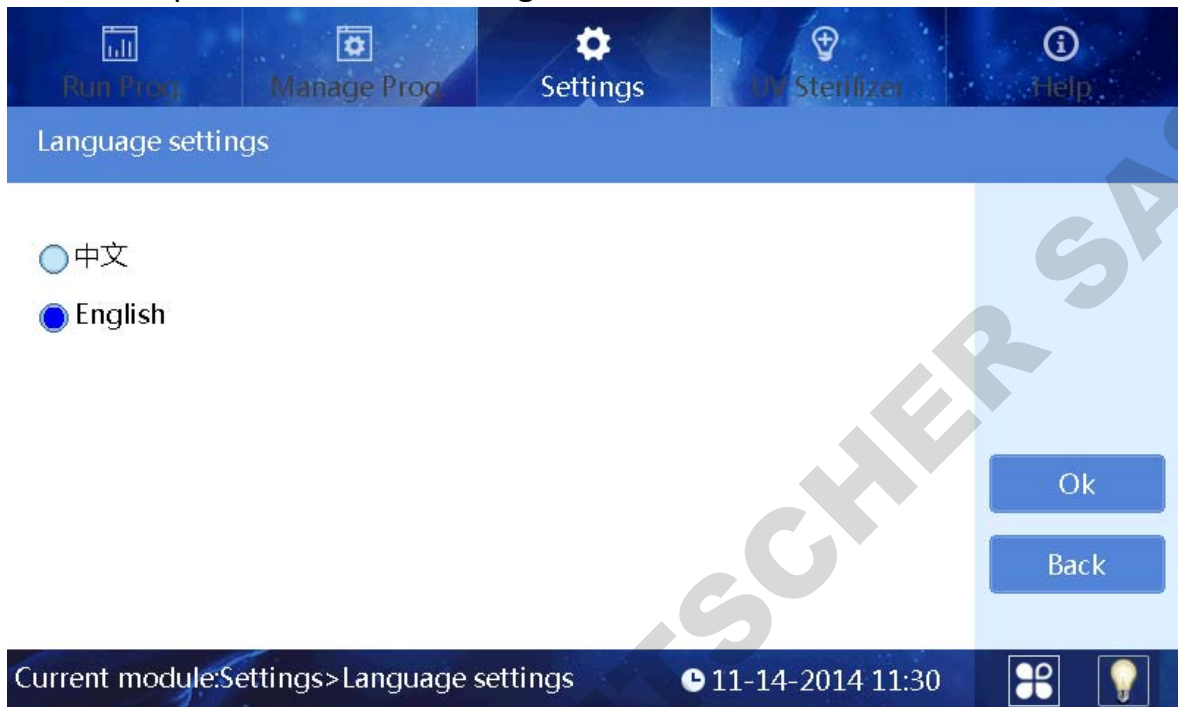 Run Prog.
Manage Prog.
Settings
UV Sterilizer
Help
Language settings
中文
English
Ok
Back
Current module:Settings>Language settings
11-14-2014 11:30